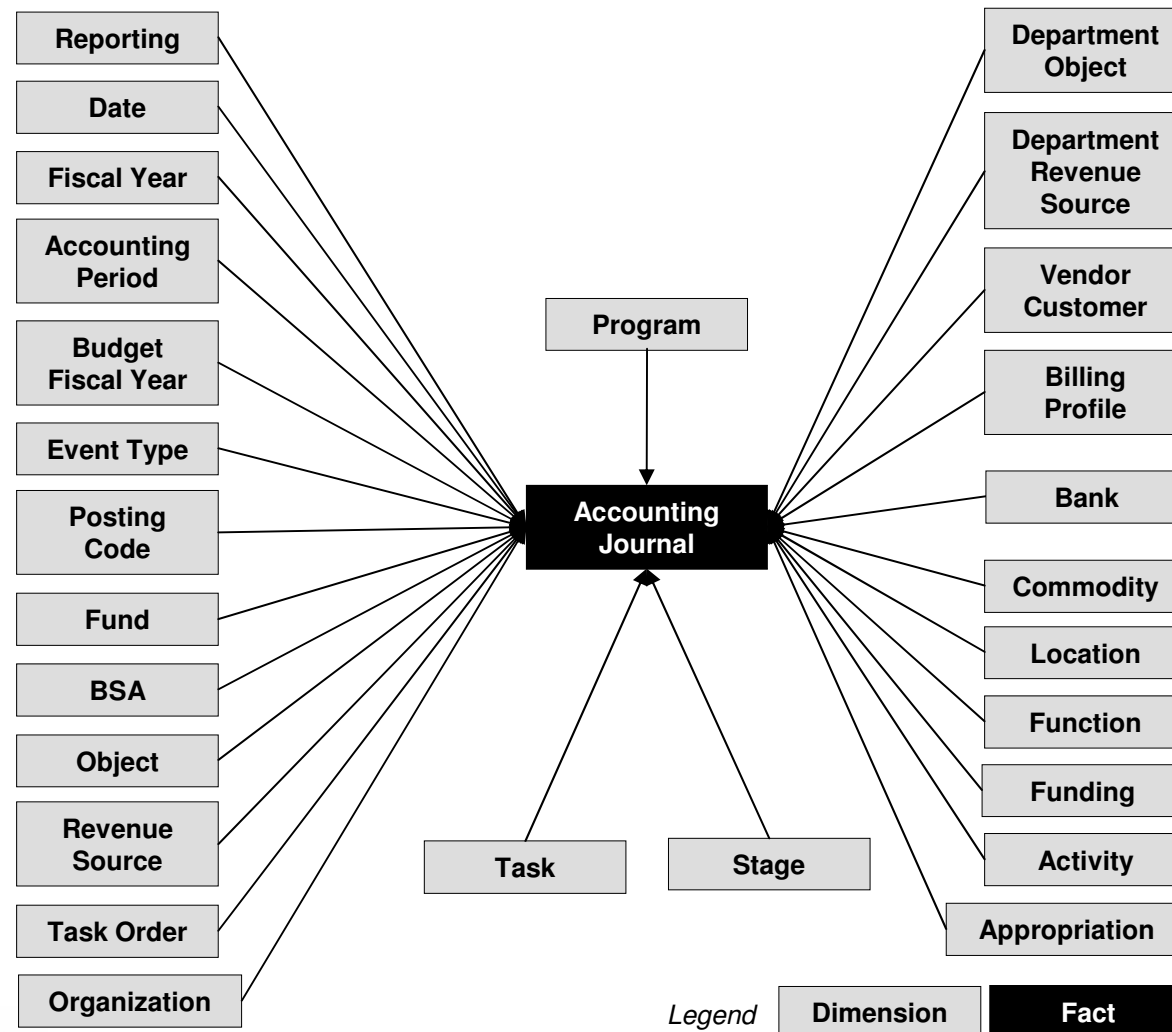 Reporting
Date
Fiscal Year
Accounting
Period
Budget
Fiscal Year
Event Type
Posting
Code
Fund
BSA
Object
Revenue
Source
Task Order
Organization
Program
Accounting
Journal
Task
Stage
Department
Object
Department
Revenue
Source
Vendor
Customer
Billing
Profile
Bank
Commodity
Location
Function
Funding
Activity
Appropriation
Legend
Dimension
Fact